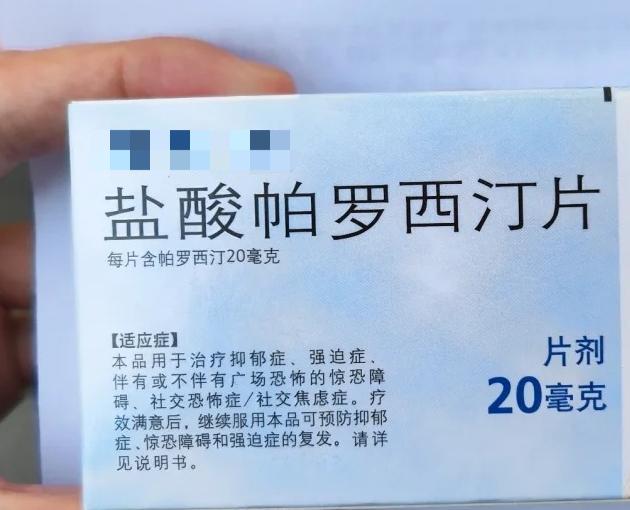 盐酸帕罗西汀片
每片含帕罗西汀20毫克
【适应症】
本品用于治疗抑郁症、强迫症、
伴有或不伴有广场恐怖的惊恐障
碍、社交恐怖症/社交焦虑症。疗
效满意后，继续服用本品可预防抑郁
症、惊恐障碍和强迫症的复发。请详
见说明书。
片剂
20毫克